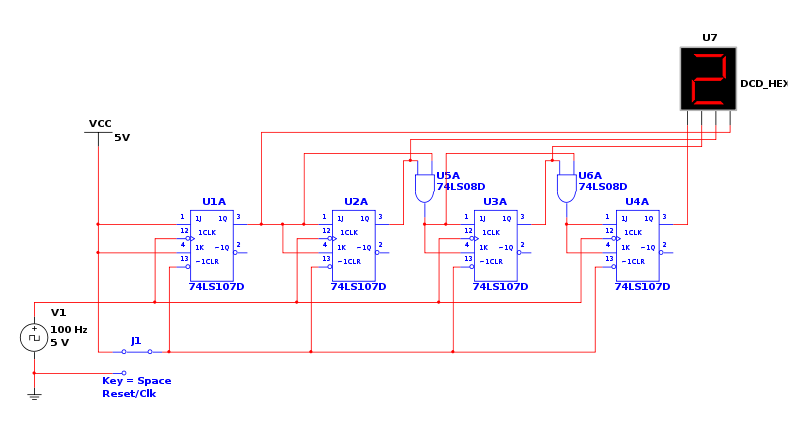 U7
2
DCD_HEX
VCC
5V
U5A
74LS08D
U6A
74LS08D
U1A
U2A
U3A
U4A
1 1J 1Q 3
12 1CLK
4 1K ~1Q 2
13 ~1CLR
74LS107D
1 1J 1Q 3
12 1CLK
4 1K ~1Q 2
13 ~1CLR
74LS107D
1 1J 1Q 3
12 1CLK
4 1K ~1Q 2
13 ~1CLR
74LS107D
1 1J 1Q 3
12 1CLK
4 1K ~1Q 2
13 ~1CLR
74LS107D
V1
100 Hz
5 V
J1
Key = Space
Reset/Clk